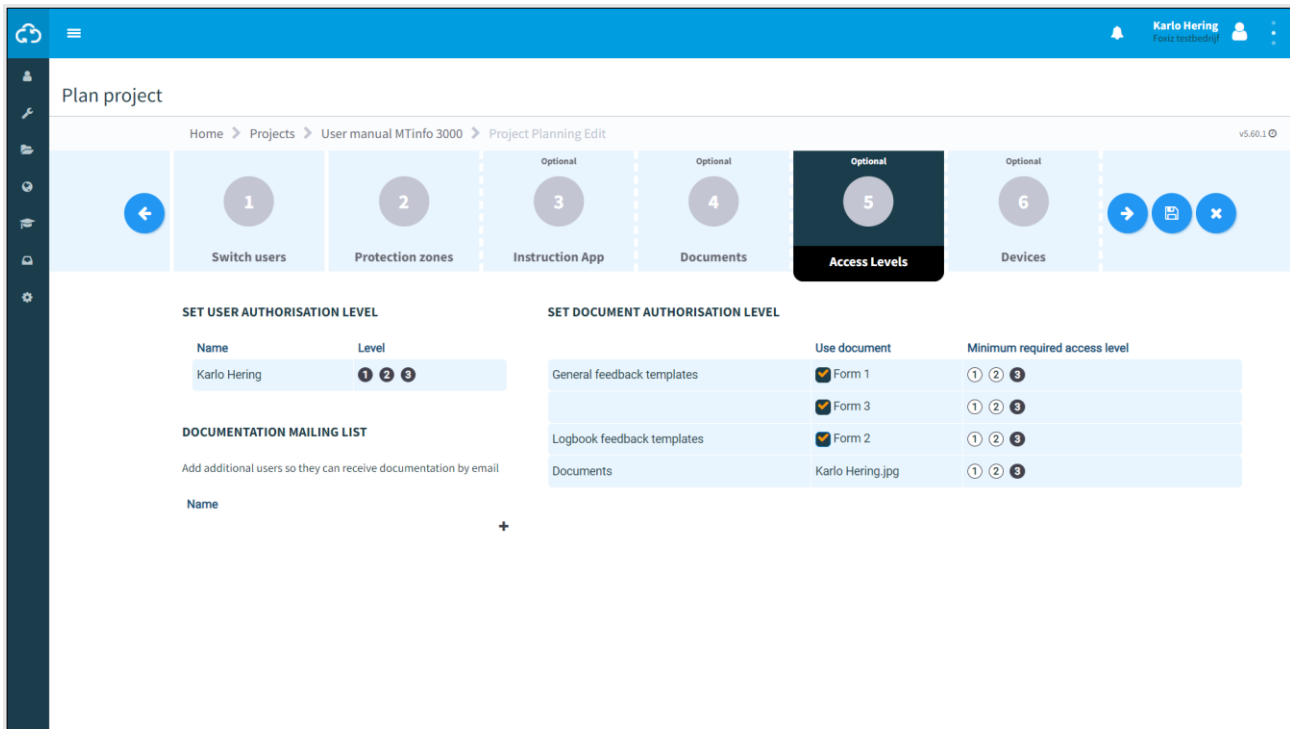 Karlo Hering
Foxiz testbedrijf
Plan project
Home Projects User manual MTinfo 3000 Project Planning Edit v5.60.1
Optional Optional Optional Optional
1 2 3 4 5 6
Switch users Protection zones Instruction App Documents Access Levels Devices
SET USER AUTHORISATION LEVEL
Name Level
Karlo Hering 1 2 3
DOCUMENTATION MAILING LIST
Add additional users so they can receive documentation by email
Name
SET DOCUMENT AUTHORISATION LEVEL
Use document Minimum required access level
General feedback templates Form 1 1 2 3
Form 3 1 2 3
Logbook feedback templates Form 2 1 2 3
Documents Karlo Hering.jpg 1 2 3